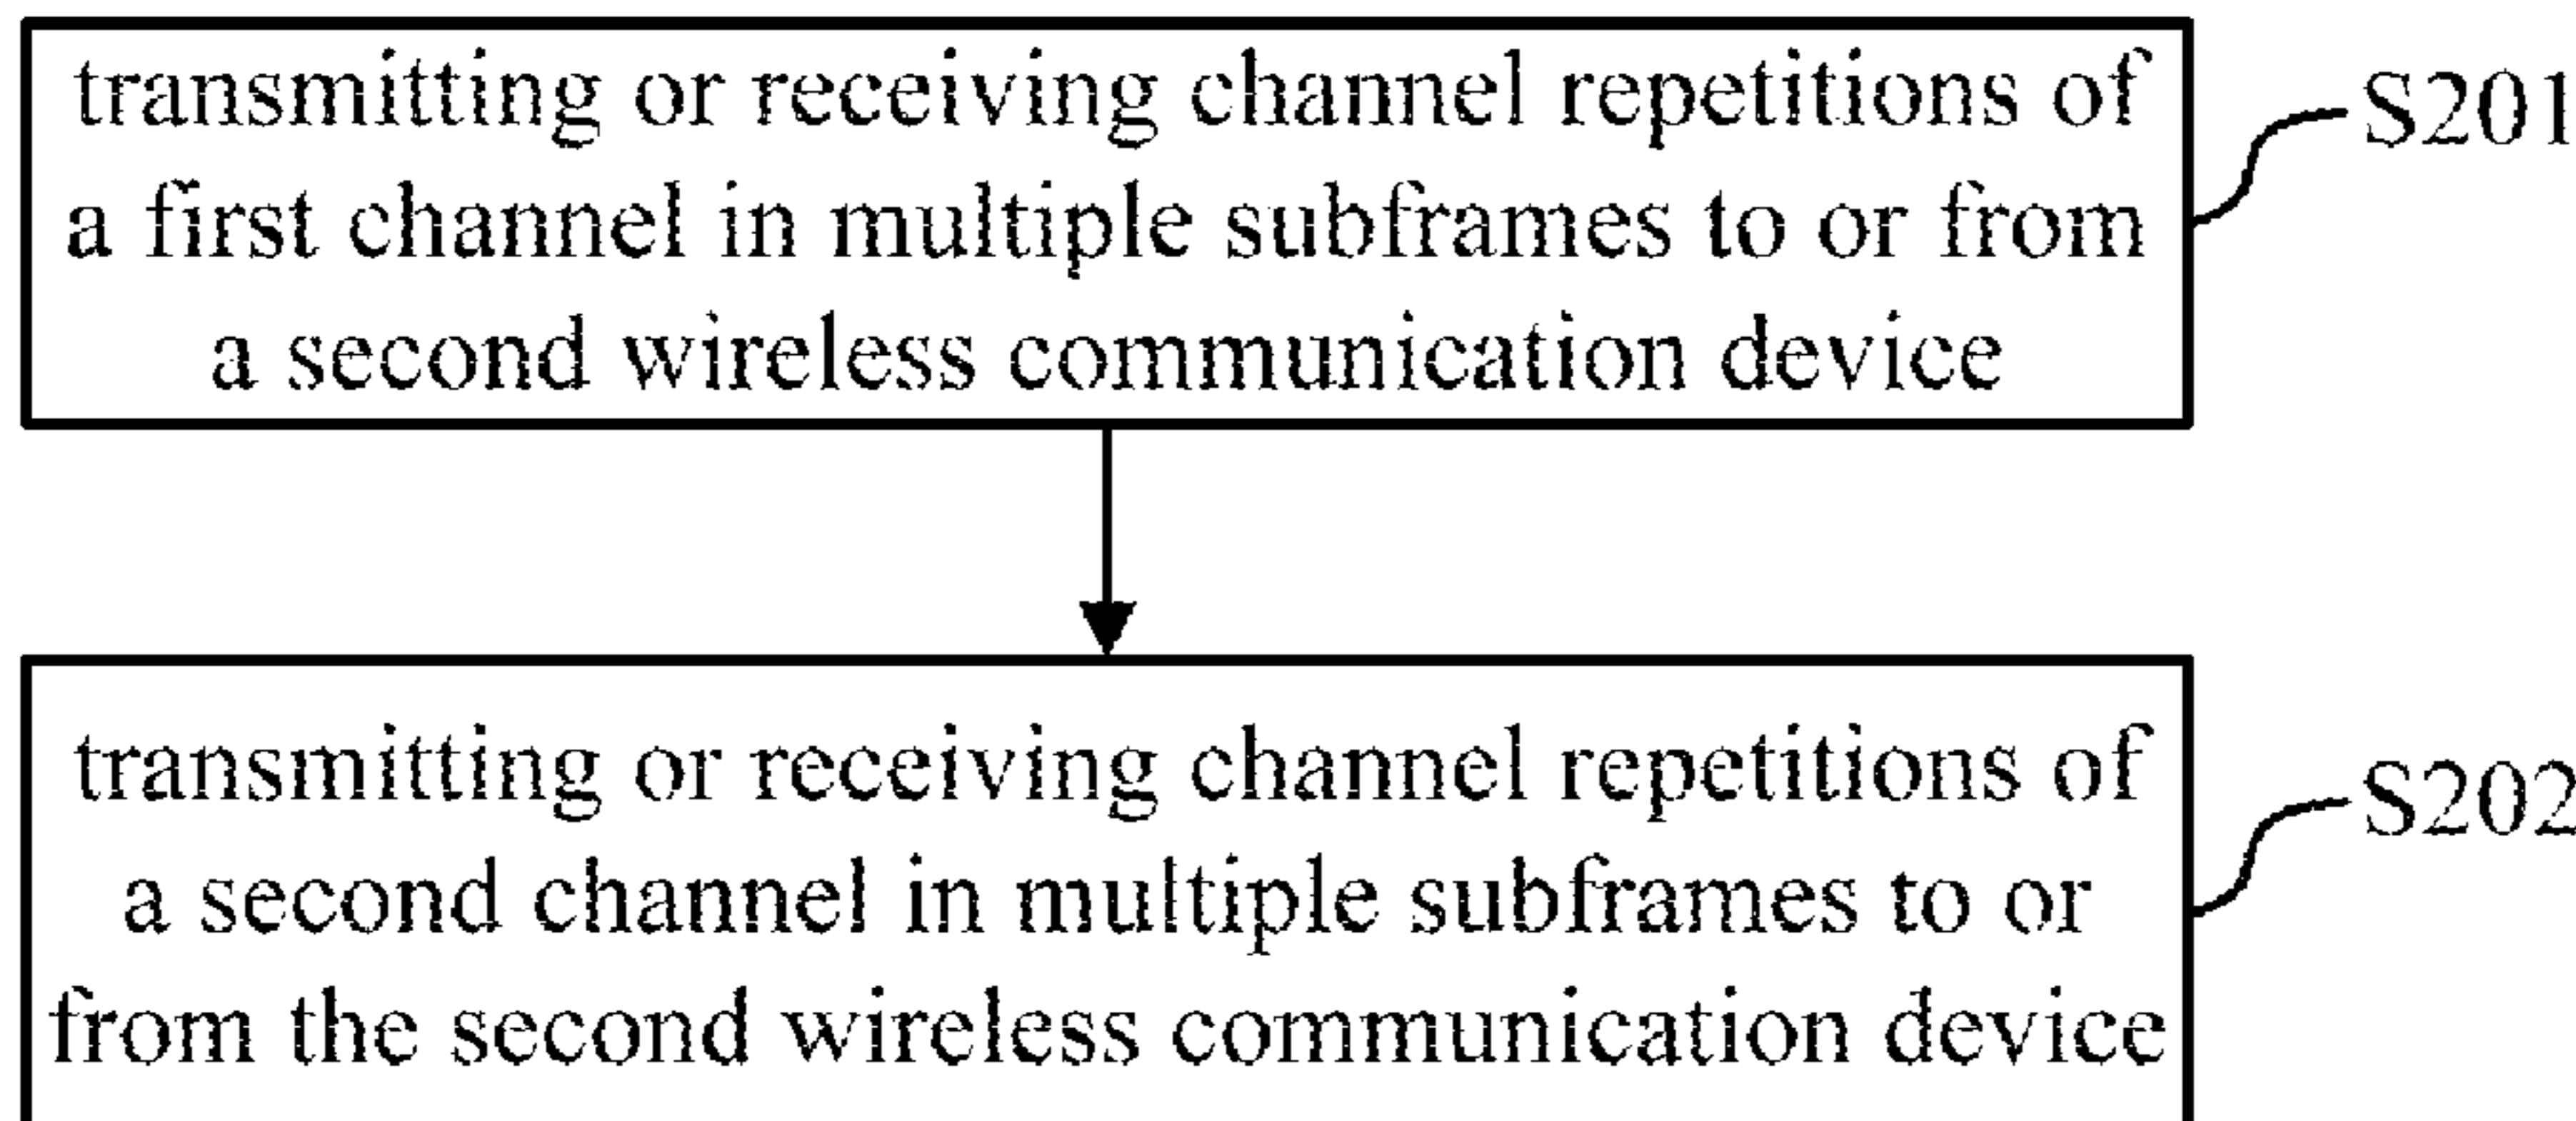 transmitting or receiving channel repetitions of
a first channel in multiple subframes to or from
a second wireless communication device
S201
transmitting or receiving channel repetitions of
a second channel in multiple subframes to or
from the second wireless communication device
S202